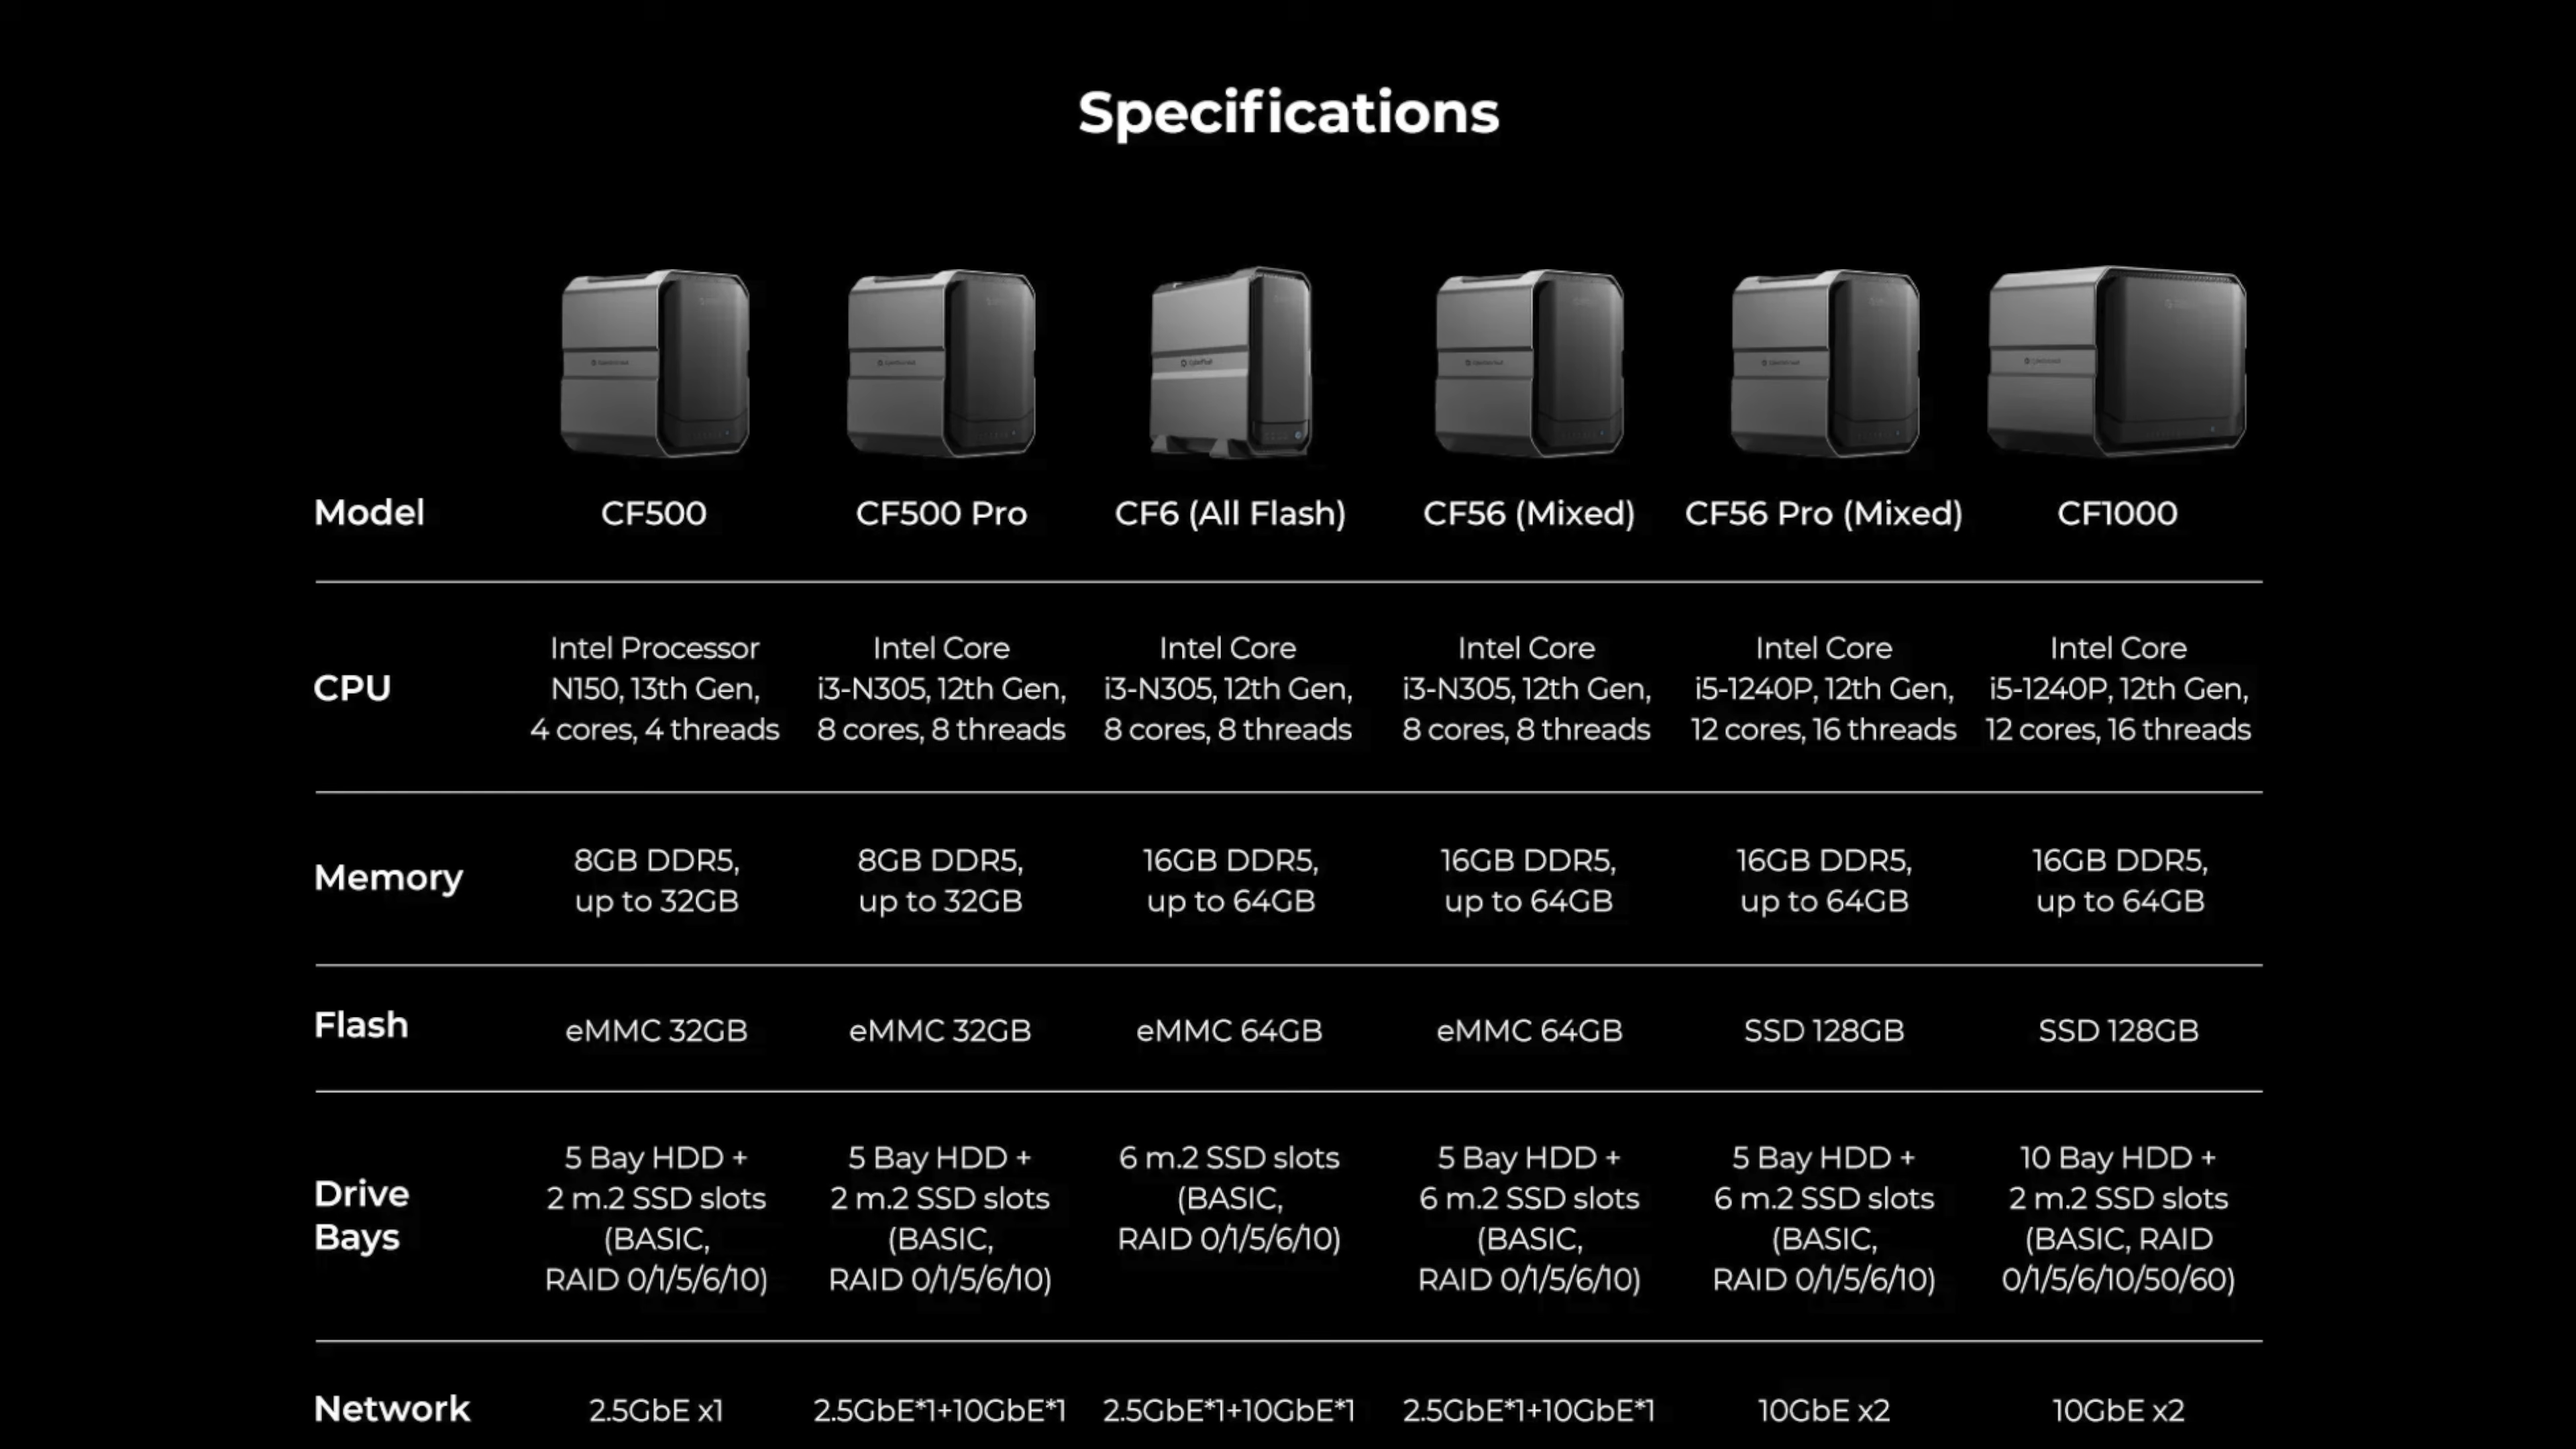 Specifications
Model
CF500
CF500 Pro
CF6 (All Flash)
CF56 (Mixed)
CF56 Pro (Mixed)
CF1000
CPU
Intel Processor
N150, 13th Gen,
4 cores, 4 threads
Intel Core
i3-N305, 12th Gen,
8 cores, 8 threads
Intel Core
i3-N305, 12th Gen,
8 cores, 8 threads
Intel Core
i3-N305, 12th Gen,
8 cores, 8 threads
Intel Core
i5-1240P, 12th Gen,
12 cores, 16 threads
Intel Core
i5-1240P, 12th Gen,
12 cores, 16 threads
Memory
8GB DDR5,
up to 32GB
8GB DDR5,
up to 32GB
16GB DDR5,
up to 64GB
16GB DDR5,
up to 64GB
16GB DDR5,
up to 64GB
16GB DDR5,
up to 64GB
Flash
eMMC 32GB
eMMC 32GB
eMMC 64GB
eMMC 64GB
SSD 128GB
SSD 128GB
Drive
Bays
5 Bay HDD +
2 m.2 SSD slots
(BASIC,
RAID 0/1/5/6/10)
5 Bay HDD +
2 m.2 SSD slots
(BASIC,
RAID 0/1/5/6/10)
6 m.2 SSD slots
(BASIC,
RAID 0/1/5/6/10)
5 Bay HDD +
6 m.2 SSD slots
(BASIC,
RAID 0/1/5/6/10)
5 Bay HDD +
6 m.2 SSD slots
(BASIC,
RAID 0/1/5/6/10)
10 Bay HDD +
2 m.2 SSD slots
(BASIC, RAID
0/1/5/6/10/50/60)
Network
2.5GbE x1
2.5GbE*1+10GbE*1
2.5GbE*1+10GbE*1
2.5GbE*1+10GbE*1
10GbE x2
10GbE x2